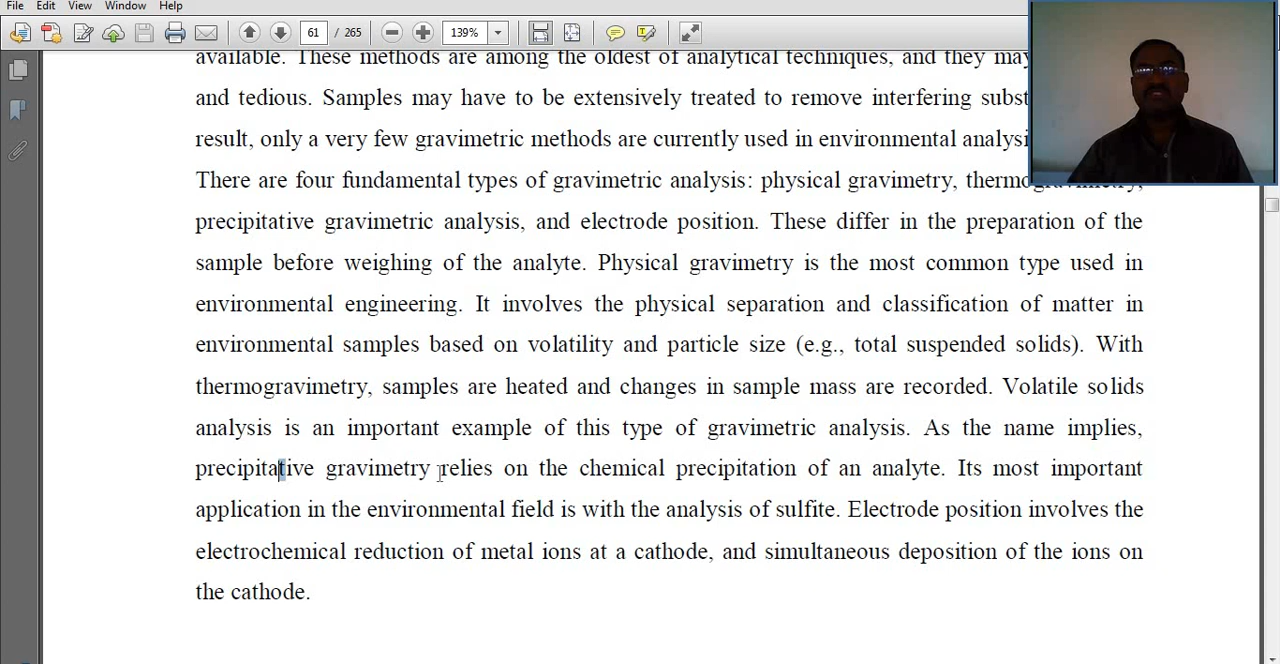 File Edit View Window Help
61 / 265 139%
available. These methods are among the oldest of analytical techniques, and they may
and tedious. Samples may have to be extensively treated to remove interfering subst
result, only a very few gravimetric methods are currently used in environmental analysi
There are four fundamental types of gravimetric analysis: physical gravimetry, thermogravimetry,
precipitative gravimetric analysis, and electrode position. These differ in the preparation of the
sample before weighing of the analyte. Physical gravimetry is the most common type used in
environmental engineering. It involves the physical separation and classification of matter in
environmental samples based on volatility and particle size (e.g., total suspended solids). With
thermogravimetry, samples are heated and changes in sample mass are recorded. Volatile solids
analysis is an important example of this type of gravimetric analysis. As the name implies,
precipitative gravimetry relies on the chemical precipitation of an analyte. Its most important
application in the environmental field is with the analysis of sulfite. Electrode position involves the
electrochemical reduction of metal ions at a cathode, and simultaneous deposition of the ions on
the cathode.